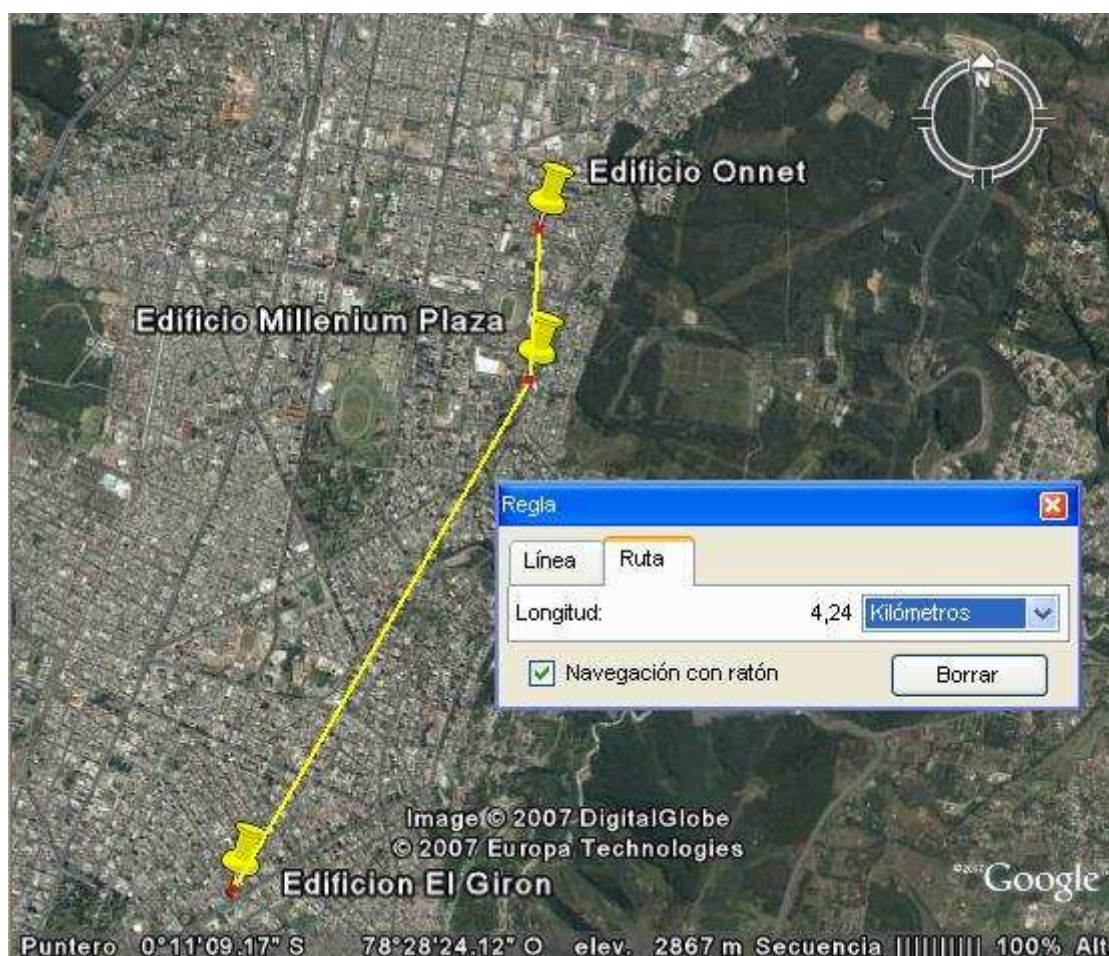 N
Edificio Onnet
Edificio Millenium Plaza
Regla
Línea
Ruta
Longitud:
4,24 Kilómetros
Navegación con ratón
Borrar
Image © 2007 DigitalGlobe
© 2007 Europa Technologies
Edificion El Giron
©2007 Google
Puntero 0°11'09.17" S 78°28'24.12" O elev. 2867 m Secuencia |||||||||| 100% Alt